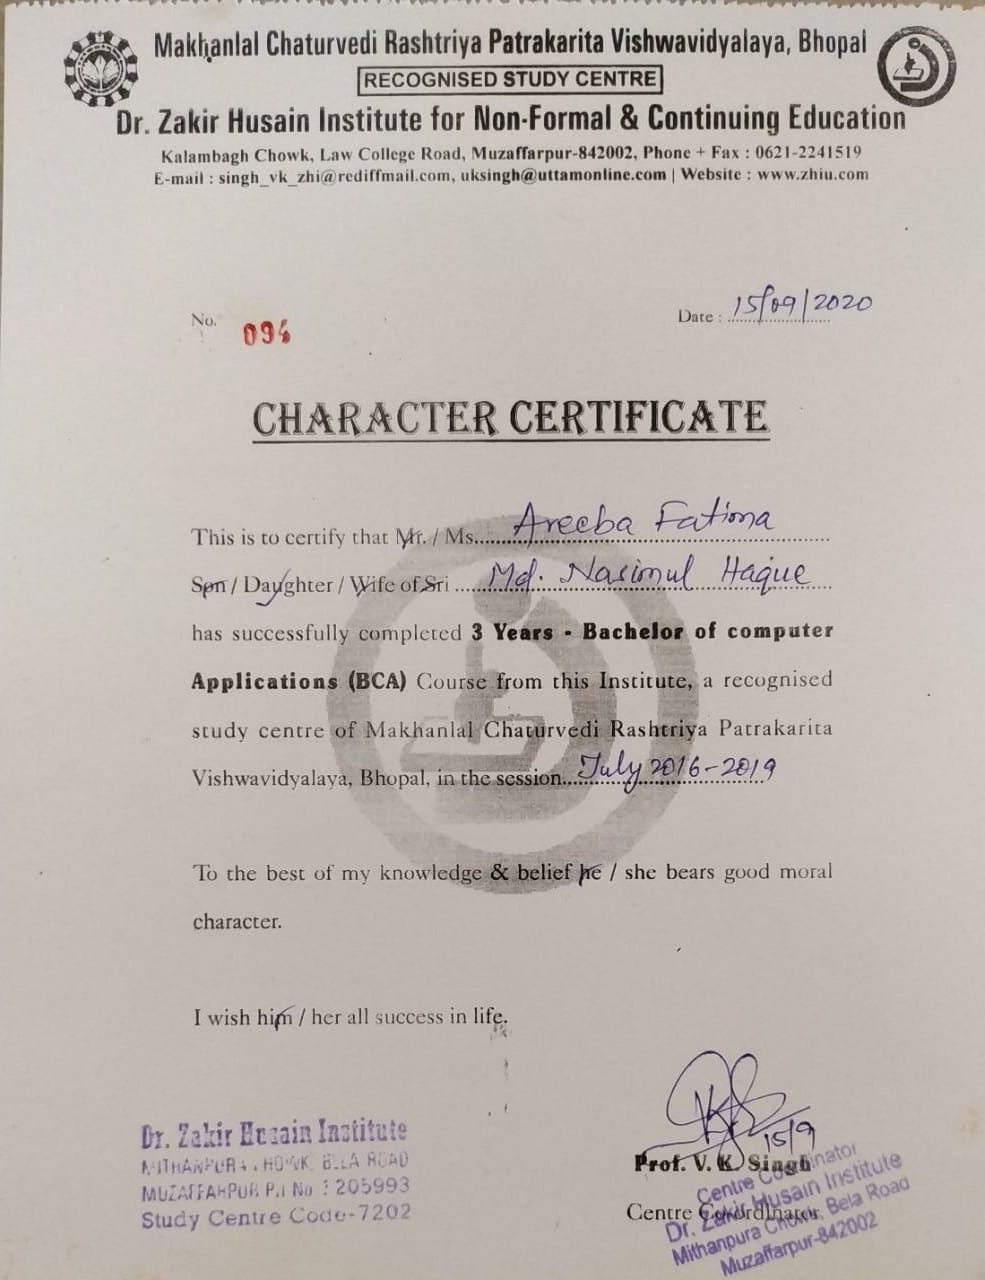 Makhanlal Chaturvedi Rashtriya Patrakarita Vishwavidyalaya, Bhopal
RECOGNISED STUDY CENTRE
Dr. Zakir Husain Institute for Non-Formal & Continuing Education
Kalambagh Chowk, Law College Road, Muzaffarpur-842002, Phone + Fax : 0621-2241519
E-mail : singh_vk_zhi@rediffmail.com, uksingh@uttamonline.com | Website : www.zhiu.com
No. 094
Date : 15/09/2020
CHARACTER CERTIFICATE
This is to certify that Mr. / Ms. Areeba Fatima
Son / Daughter / Wife of Sri Md. Nasimul Haque
has successfully completed 3 Years - Bachelor of computer
Applications (BCA) Course from this Institute, a recognised
study centre of Makhanlal Chaturvedi Rashtriya Patrakarita
Vishwavidyalaya, Bhopal, in the session July 2016-2019
To the best of my knowledge & belief he / she bears good moral
character.
I wish him / her all success in life.
15/9
Prof. V. K. Singh
Centre Coordinator
Centre Coordinator
Dr. Zakir Husain Institute
Mithanpura Chowk, Bela Road
Muzaffarpur-842002
Dr. Zakir Husain Institute
MITHANPURA CHOWK, BELA ROAD
MUZAFFARPUR P.H No 2205993
Study Centre Code-7202